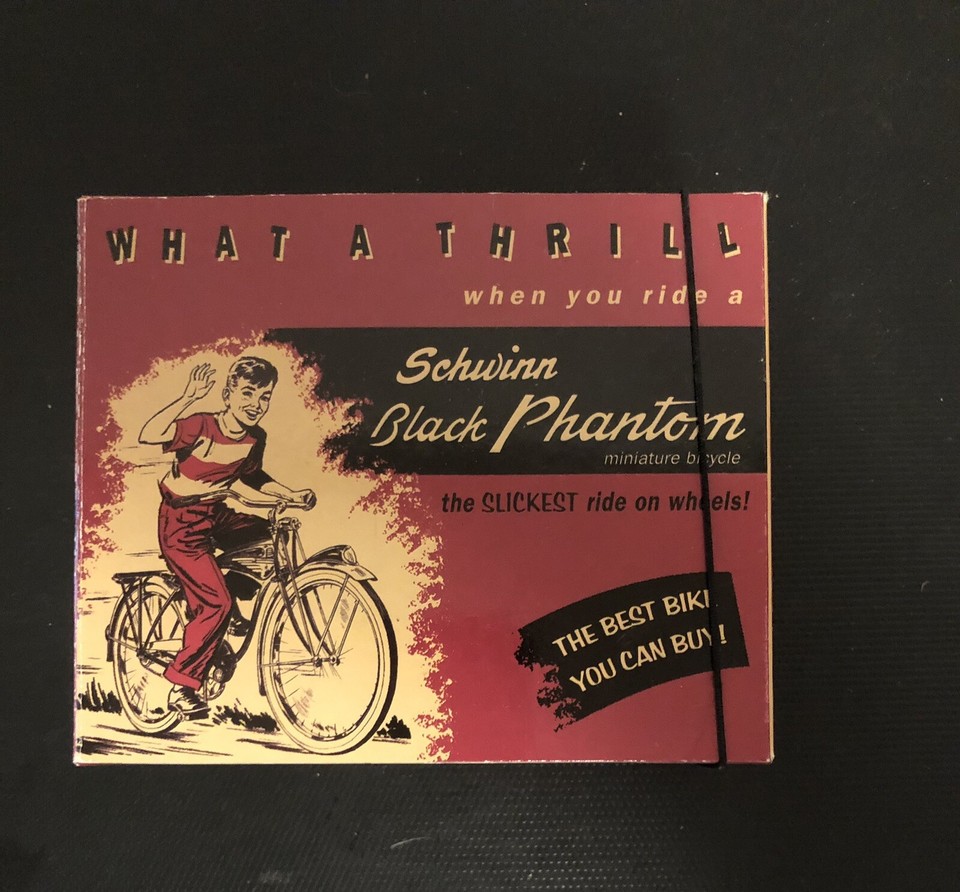 WHAT A THRILL
when you ride a
Schwinn
Black Phantom
miniature bicycle
the SLICKEST ride on wheels!
THE BEST BIKE
YOU CAN BUY!